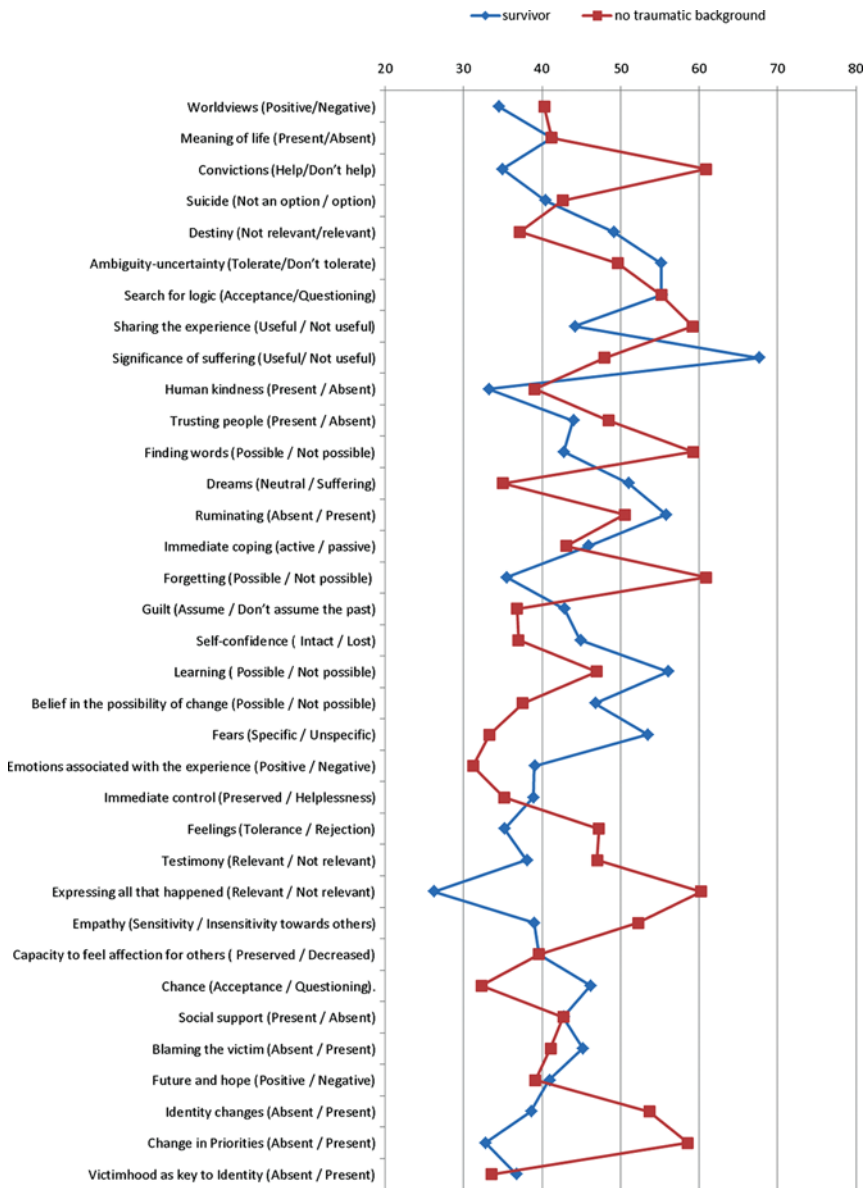 survivor no traumatic background
20 30 40 50 60 70 80
Worldviews (Positive/Negative)
Meaning of life (Present/Absent)
Convictions (Help/Don't help)
Suicide (Not an option / option)
Destiny (Not relevant/relevant)
Ambiguity-uncertainty (Tolerate/Don't tolerate)
Search for logic (Acceptance/Questioning)
Sharing the experience (Useful / Not useful)
Significance of suffering (Useful/ Not useful)
Human kindness (Present / Absent)
Trusting people (Present / Absent)
Finding words (Possible / Not possible)
Dreams (Neutral / Suffering)
Ruminating (Absent / Present)
Immediate coping (active / passive)
Forgetting (Possible / Not possible)
Guilt (Assume / Don't assume the past)
Self-confidence ( Intact / Lost)
Learning ( Possible / Not possible)
Belief in the possibility of change (Possible / Not possible)
Fears (Specific / Unspecific)
Emotions associated with the experience (Positive / Negative)
Immediate control (Preserved / Helplessness)
Feelings (Tolerance / Rejection)
Testimony (Relevant / Not relevant)
Expressing all that happened (Relevant / Not relevant)
Empathy (Sensitivity / Insensitivity towards others)
Capacity to feel affection for others ( Preserved / Decreased)
Chance (Acceptance / Questioning).
Social support (Present / Absent)
Blaming the victim (Absent / Present)
Future and hope (Positive / Negative)
Identity changes (Absent / Present)
Change in Priorities (Absent / Present)
Victimhood as key to Identity (Absent / Present)